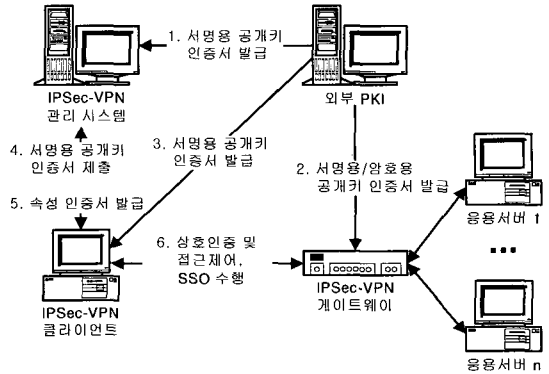 1. 서명용 공개키
인증서 발급
IPSec-VPN
관리 시스템
외부 PKI
4. 서명용 공개키
인증서 제출
3. 서명용 공개키
인증서 발급
2. 서명용/암호용
공개키 인증서 발급
5. 속성 인증서 발급
응용서버 1
6. 상호인증 및
접근제어,
SSO 수행
IPSec-VPN
클라이언트
IPSec-VPN
게이트웨이
응용서버 n